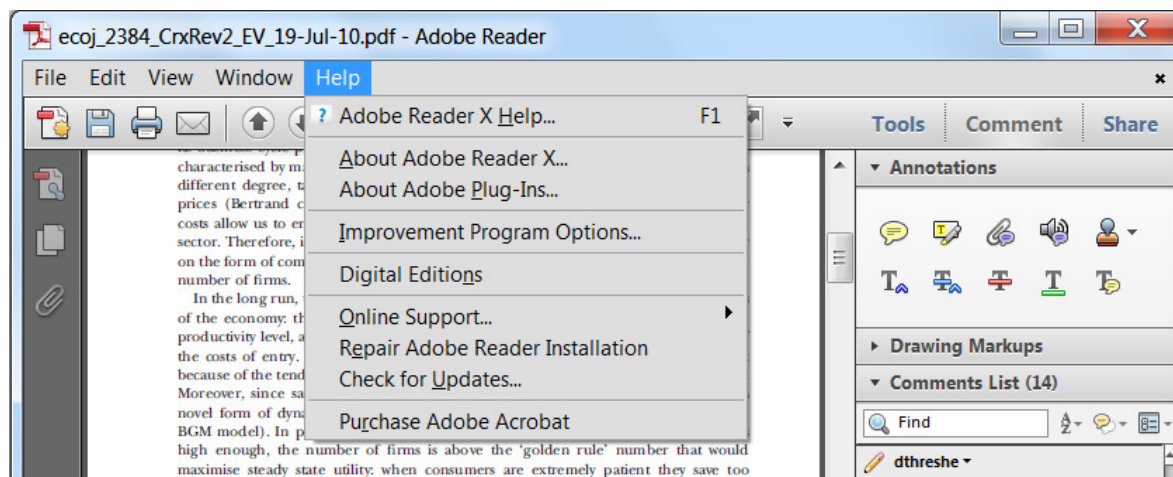 ecoj_2384_CrxRev2_EV_19-Jul-10.pdf - Adobe Reader
File Edit View Window Help
Tools Comment Share
Adobe Reader X Help... F1
About Adobe Reader X...
About Adobe Plug-Ins...
Improvement Program Options...
Digital Editions
Online Support...
Repair Adobe Reader Installation
Check for Updates...
Purchase Adobe Acrobat
characterised by
different degree,
prices (Bertrand
costs allow us to
sector. Therefore,
on the form of
number of firms.
In the long run,
of the economy:
productivity level,
the costs of entry.
because of the
Moreover, since
novel form of
BGM model). In
high enough, the number of firms is above the ‘golden rule’ number that would
maximise steady state utility: when consumers are extremely patient they save too
Annotations
Drawing Markups
Comments List (14)
Find
dthreshe